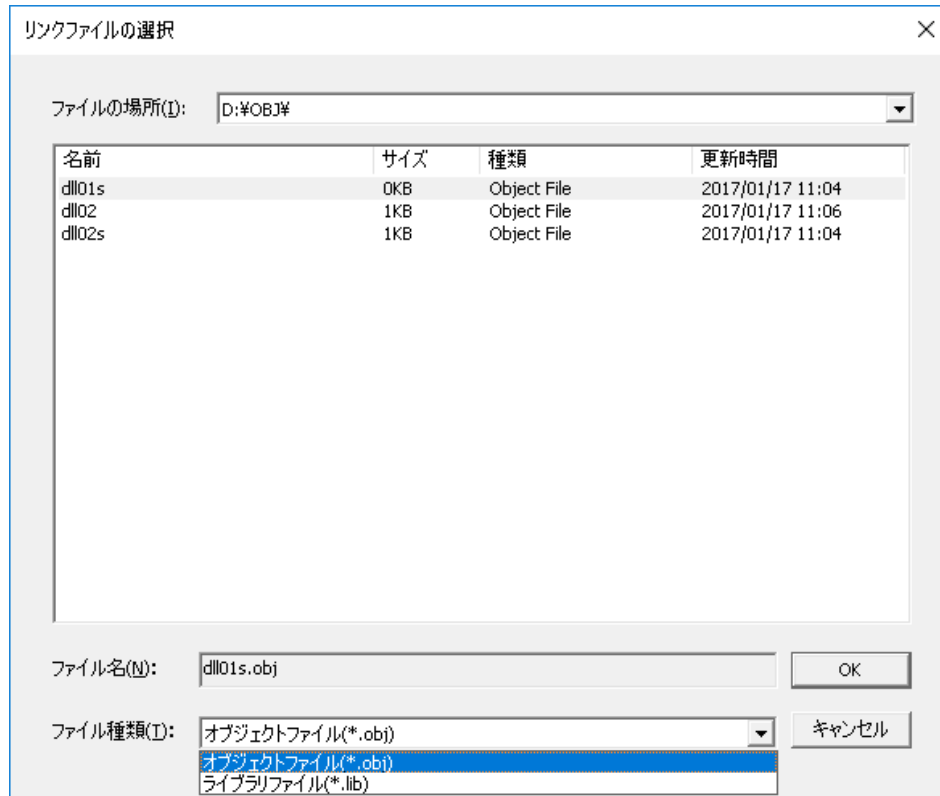 リンクファイルの選択
ファイルの場所(I): D:¥OBJ¥
名前 サイズ 種類 更新時間
dll01s 0KB Object File 2017/01/17 11:04
dll02 1KB Object File 2017/01/17 11:06
dll02s 1KB Object File 2017/01/17 11:04
ファイル名(N): dll01s.obj OK
ファイル種類(T): オブジェクトファイル(*.obj) キャンセル
オブジェクトファイル(*.obj)
ライブラリファイル(*.lib)